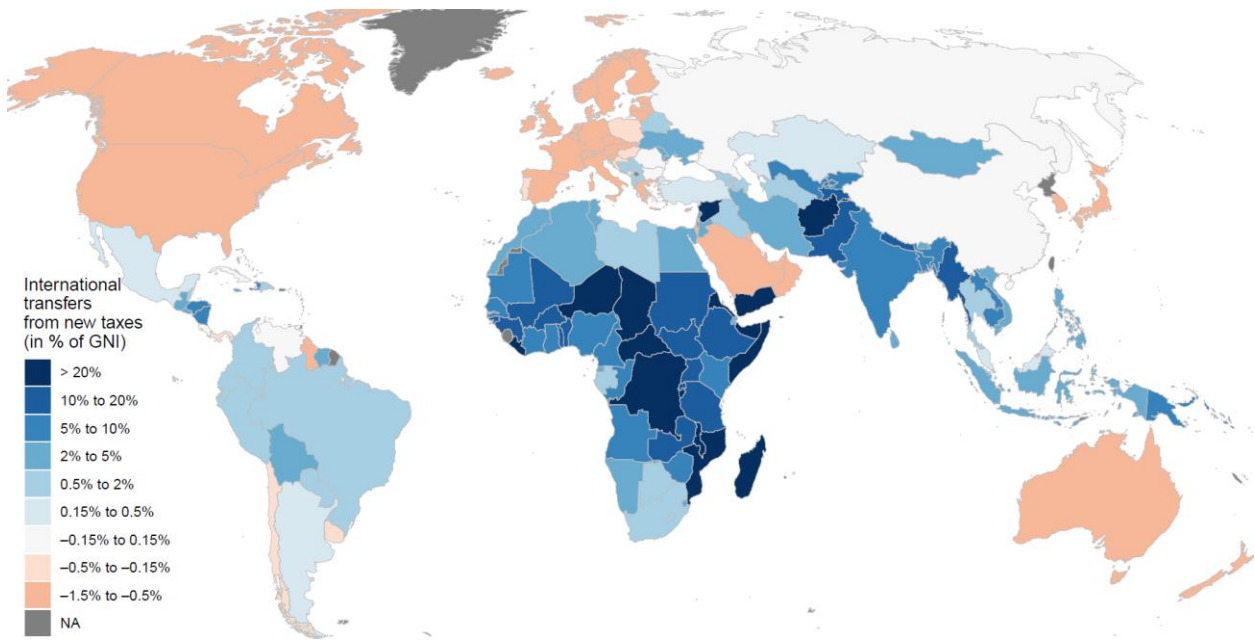 International
transfers
from new taxes
(in % of GNI)
> 20%
10% to 20%
5% to 10%
2% to 5%
0.5% to 2%
0.15% to 0.5%
–0.15% to 0.15%
–0.5% to –0.15%
–1.5% to –0.5%
NA